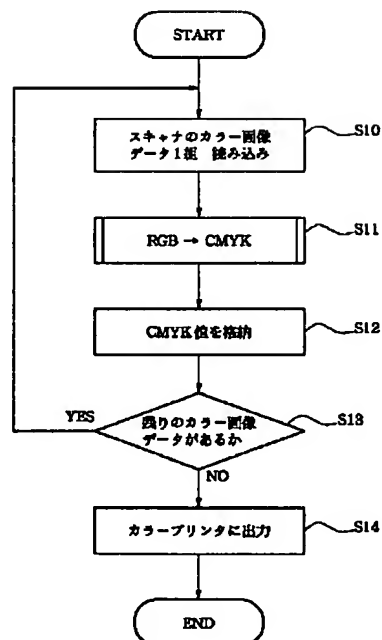 START
スキャナのカラー画像
データ1組 読み込み
S10
RGB → CMYK
S11
CMYK値を格納
S12
残りのカラー画像
データがあるか
S13
YES
NO
カラープリンタに出力
S14
END